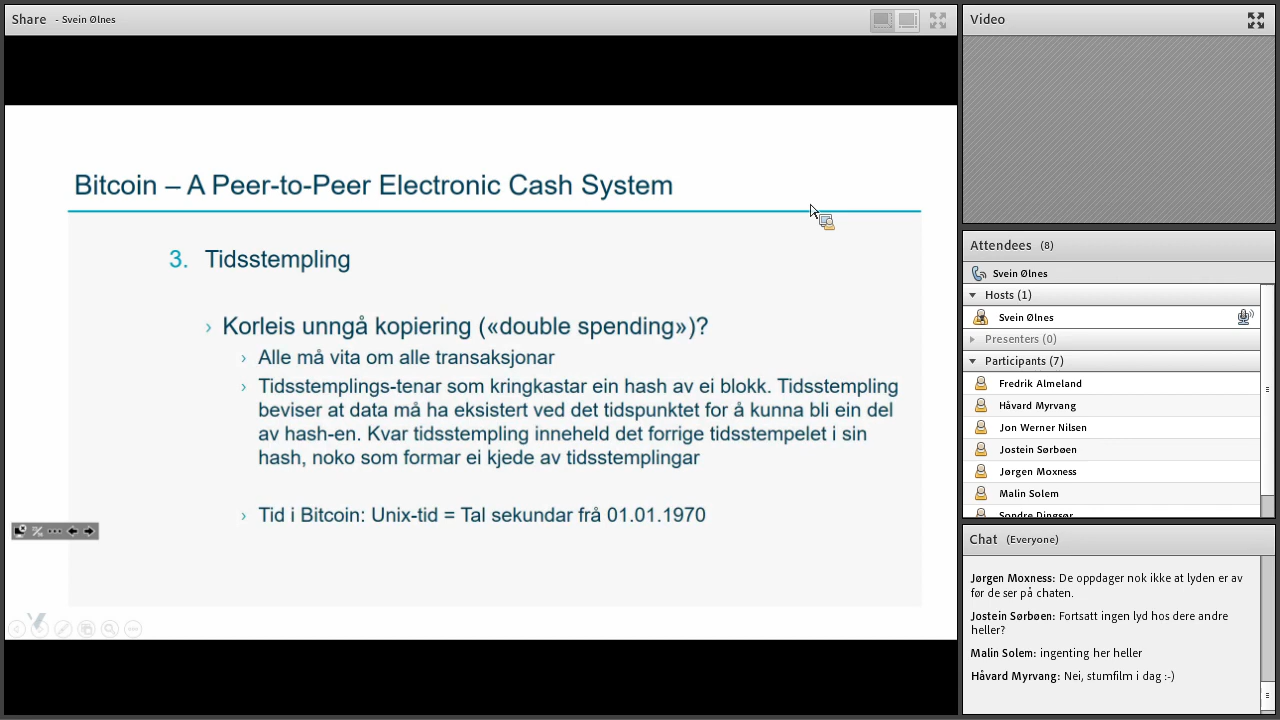 Share - Svein Ølnes
Bitcoin – A Peer-to-Peer Electronic Cash System
3. Tidsstempling
› Korleis unngå kopiering («double spending»)?
› Alle må vita om alle transaksjonar
› Tidsstemplings-tenar som kringkastar ein hash av ei blokk. Tidsstempling
beviser at data må ha eksistert ved det tidspunktet for å kunna bli ein del
av hash-en. Kvar tidsstempling inneheld det forrige tidsstempelet i sin
hash, noko som formar ei kjede av tidsstemplingar
› Tid i Bitcoin: Unix-tid = Tal sekundar frå 01.01.1970
Video
Attendees (8)
Svein Ølnes
Hosts (1)
Svein Ølnes
Presenters (0)
Participants (7)
Fredrik Almeland
Håvard Myrvang
Jon Werner Nilsen
Jostein Sørbøen
Jørgen Moxness
Malin Solem
Sondre Dingsør
Chat (Everyone)
Jørgen Moxness: De oppdager nok ikke at lyden er av
før de ser på chaten.
Jostein Sørbøen: Fortsatt ingen lyd hos dere andre
heller?
Malin Solem: ingenting her heller
Håvard Myrvang: Nei, stumfilm i dag :-)